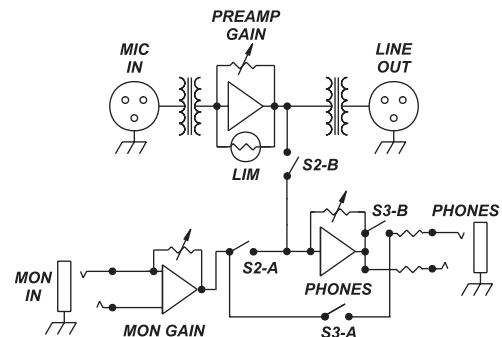 PREAMP
GAIN
MIC
IN
LINE
OUT
LIM
S2-B
S3-B
PHONES
MON
IN
S2-A
PHONES
MON GAIN
S3-A